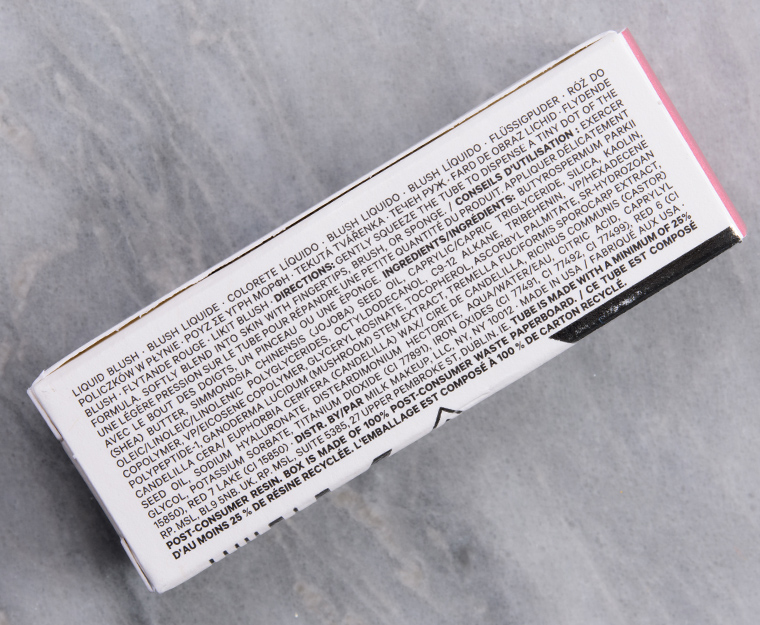 LIQUID BLUSH · BLUSH LIQUIDE · COLORETE LÍQUIDO · BLUSH LIQUIDO · BLUSH LÍQUIDO · FLÜSSIGPUDER · RÓŻ DO
POLICZKÓW W PŁYNIE · ΡΟΥΖ ΣΕ ΥΓΡΗ ΜΟΡΦΗ · TEKUTÁ TVÁŘENKA · ТЕЧЕН РУЖ · FARD DE OBRAZ LICHID · FLYDENDE
BLUSH · FLYTANDE ROUGE · LIKIT BLUSH · DIRECTIONS: GENTLY SQUEEZE THE TUBE TO DISPENSE A TINY DOT OF THE
FORMULA. SOFTLY BLEND INTO SKIN WITH FINGERTIPS, BRUSH, OR SPONGE. / CONSEILS D'UTILISATION : EXERCER
UNE LÉGÈRE PRESSION SUR LE TUBE POUR RÉPANDRE UNE PETITE QUANTITÉ DU PRODUIT. APPLIQUER DÉLICATEMENT
AVEC LE BOUT DES DOIGTS, UN PINCEAU OU UNE ÉPONGE. INGREDIENTS/INGRÉDIENTS: BUTYROSPERMUM PARKII
(SHEA) BUTTER, SIMMONDSIA CHINENSIS (JOJOBA) SEED OIL, CAPRYLIC/CAPRIC TRIGLYCERIDE, SILICA, KAOLIN,
OLEIC/LINOLEIC/LINOLENIC POLYGLYCERIDES, OCTYLDODECANOL, C9-12 ALKANE, TRIBEHENIN, VP/HEXADECENE
COPOLYMER, VP/EICOSENE COPOLYMER, GLYCERYL ROSINATE, TOCOPHEROL, ASCORBYL PALMITATE, SR-HYDROZOAN
POLYPEPTIDE-1, GANODERMA LUCIDUM (MUSHROOM) STEM EXTRACT, TREMELLA FUCIFORMIS SPOROCARP EXTRACT,
CANDELILLA CERA/ EUPHORBIA CERIFERA (CANDELILLA) WAX/ CIRE DE CANDELILLA, RICINUS COMMUNIS (CASTOR)
SEED OIL, SODIUM HYALURONATE, DISTEARDIMONIUM HECTORITE, AQUA/WATER/EAU, CITRIC ACID, CAPRYLYL
GLYCOL, POTASSIUM SORBATE, TITANIUM DIOXIDE (CI 77891), IRON OXIDES (CI 77491, CI 77492, CI 77499), RED 6 (CI
15850), RED 7 LAKE (CI 15850) · DISTR. BY/PAR MILK MAKEUP, LLC, NY, NY 10012 · MADE IN USA / FABRIQUÉ AUX USA ·
RP. MSL, BL9 5NB. UK. RP. MSL, SUITE 5385, 27 UPPER PEMBROKE ST. DUBLIN, IE TUBE IS MADE WITH A MINIMUM OF 25%
POST-CONSUMER RESIN. BOX IS MADE OF 100% POST-CONSUMER WASTE PAPERBOARD. / CE TUBE EST COMPOSÉ
D'AU MOINS 25 % DE RÉSINE RECYCLÉE. L'EMBALLAGE EST COMPOSÉ À 100 % DE CARTON RECYCLÉ.